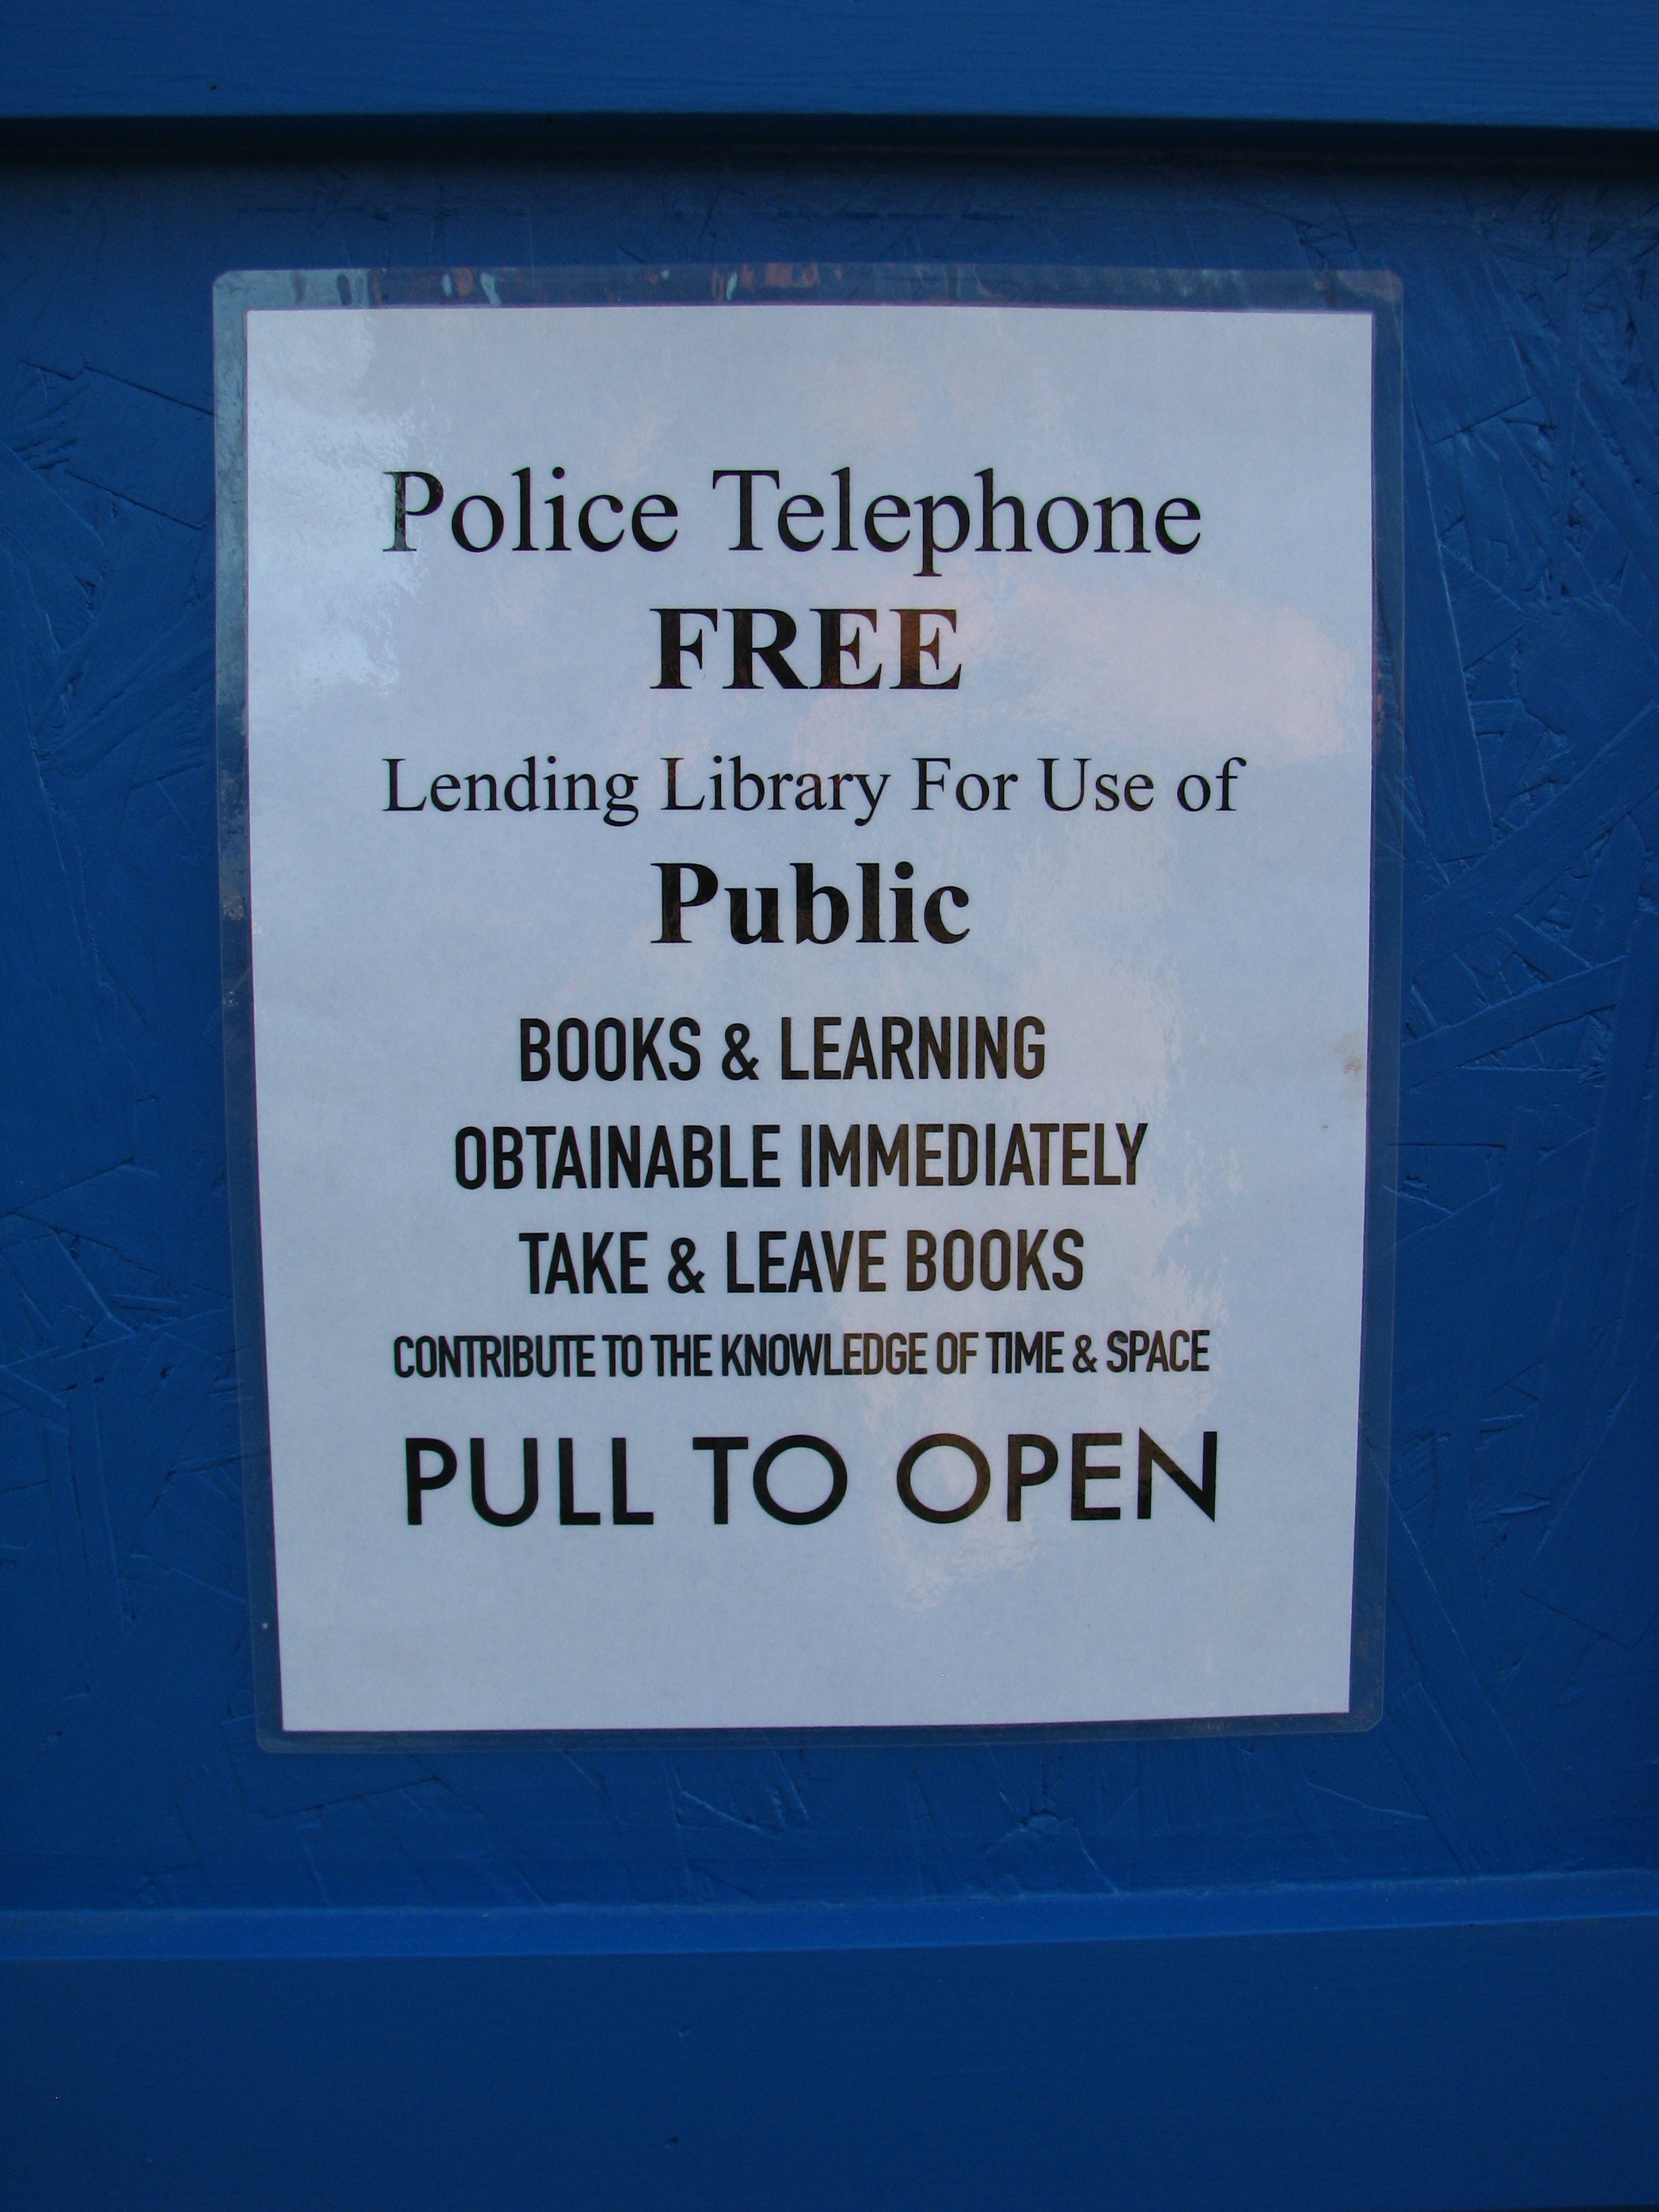 Police Telephone
FREE
Lending Library For Use of
Public
BOOKS & LEARNING
OBTAINABLE IMMEDIATELY
TAKE & LEAVE BOOKS
CONTRIBUTE TO THE KNOWLEDGE OF TIME & SPACE
PULL TO OPEN